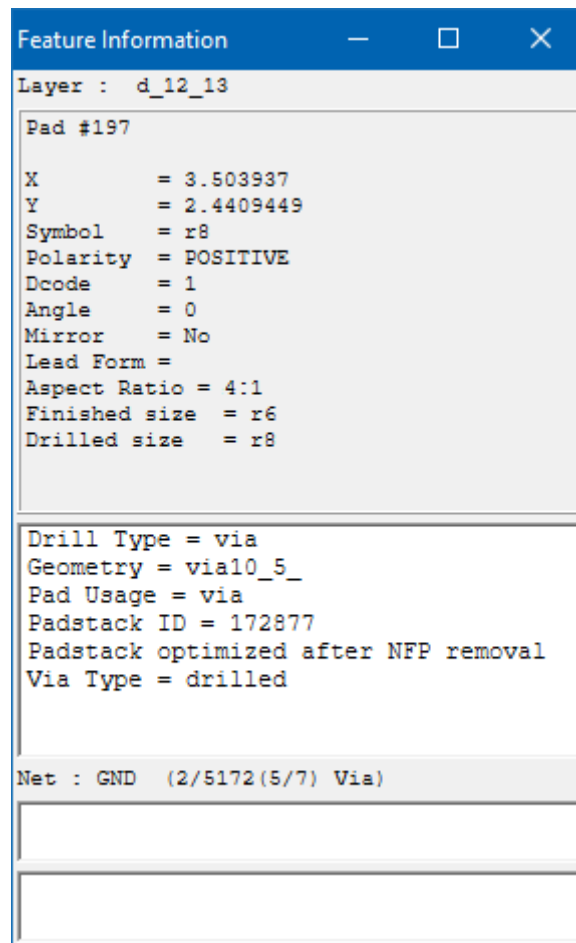 Feature Information
Layer :  d_12_13
Pad #197
X        = 3.503937
Y        = 2.4409449
Symbol   = r8
Polarity = POSITIVE
Dcode    = 1
Angle    = 0
Mirror   = No
Lead Form =
Aspect Ratio = 4:1
Finished size  = r6
Drilled size   = r8
Drill Type = via
Geometry = via10_5_
Pad Usage = via
Padstack ID = 172877
Padstack optimized after NFP removal
Via Type = drilled
Net : GND  (2/5172(5/7) Via)